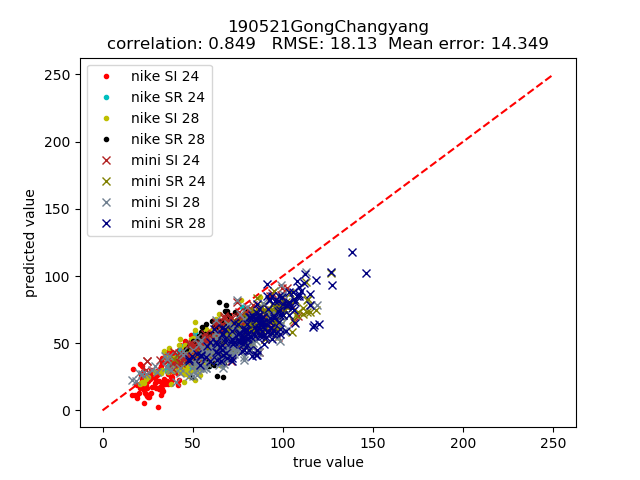 190521GongChangyang
correlation: 0.849   RMSE: 18.13  Mean error: 14.349
nike SI 24
nike SR 24
nike SI 28
nike SR 28
mini SI 24
mini SR 24
mini SI 28
mini SR 28
250
200
150
100
50
0
predicted value
0 50 100 150 200 250
true value